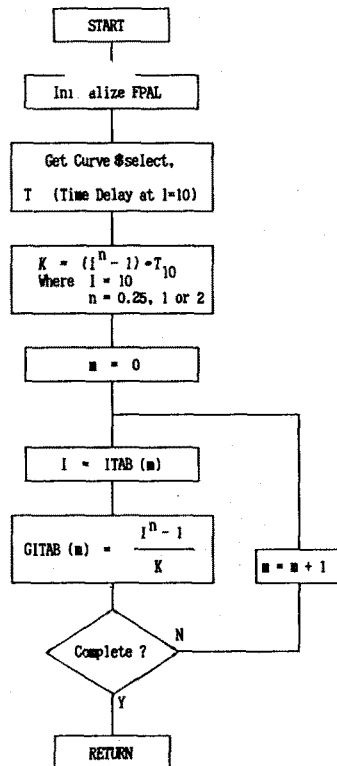 START
Ini alize FPAL
Get Curve & select,
T (Time Delay at I=10)
K = (I^n - 1) * T_10
Where I = 10
n = 0.25, 1 or 2
m = 0
I = ITAB (m)
GITAB (m) = I^n - 1
K
m = m + 1
Complete ?
N
Y
RETURN